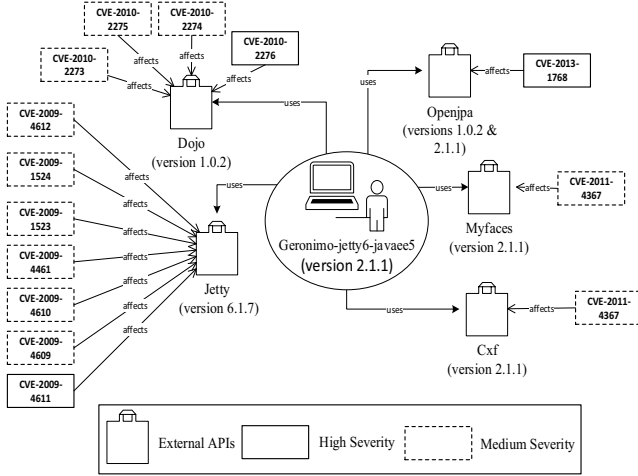 CVE-2010-
2275
CVE-2010-
2274
CVE-2010-
2276
CVE-2010-
2273
affects
affects
affects
affects
Dojo
(version 1.0.2)
uses
uses
Openjpa
(versions 1.0.2 &
2.1.1)
affects
CVE-2013-
1768
CVE-2009-
4612
CVE-2009-
1524
CVE-2009-
1523
CVE-2009-
4461
CVE-2009-
4610
CVE-2009-
4609
CVE-2009-
4611
affects
affects
affects
affects
affects
affects
affects
Jetty
(version 6.1.7)
uses
Geronimo-jetty6-javaee5
(version 2.1.1)
uses
Myfaces
(version 2.1.1)
affects
CVE-2011-
4367
uses
Cxf
(version 2.1.1)
affects
CVE-2011-
4367
External APIs
High Severity
Medium Severity